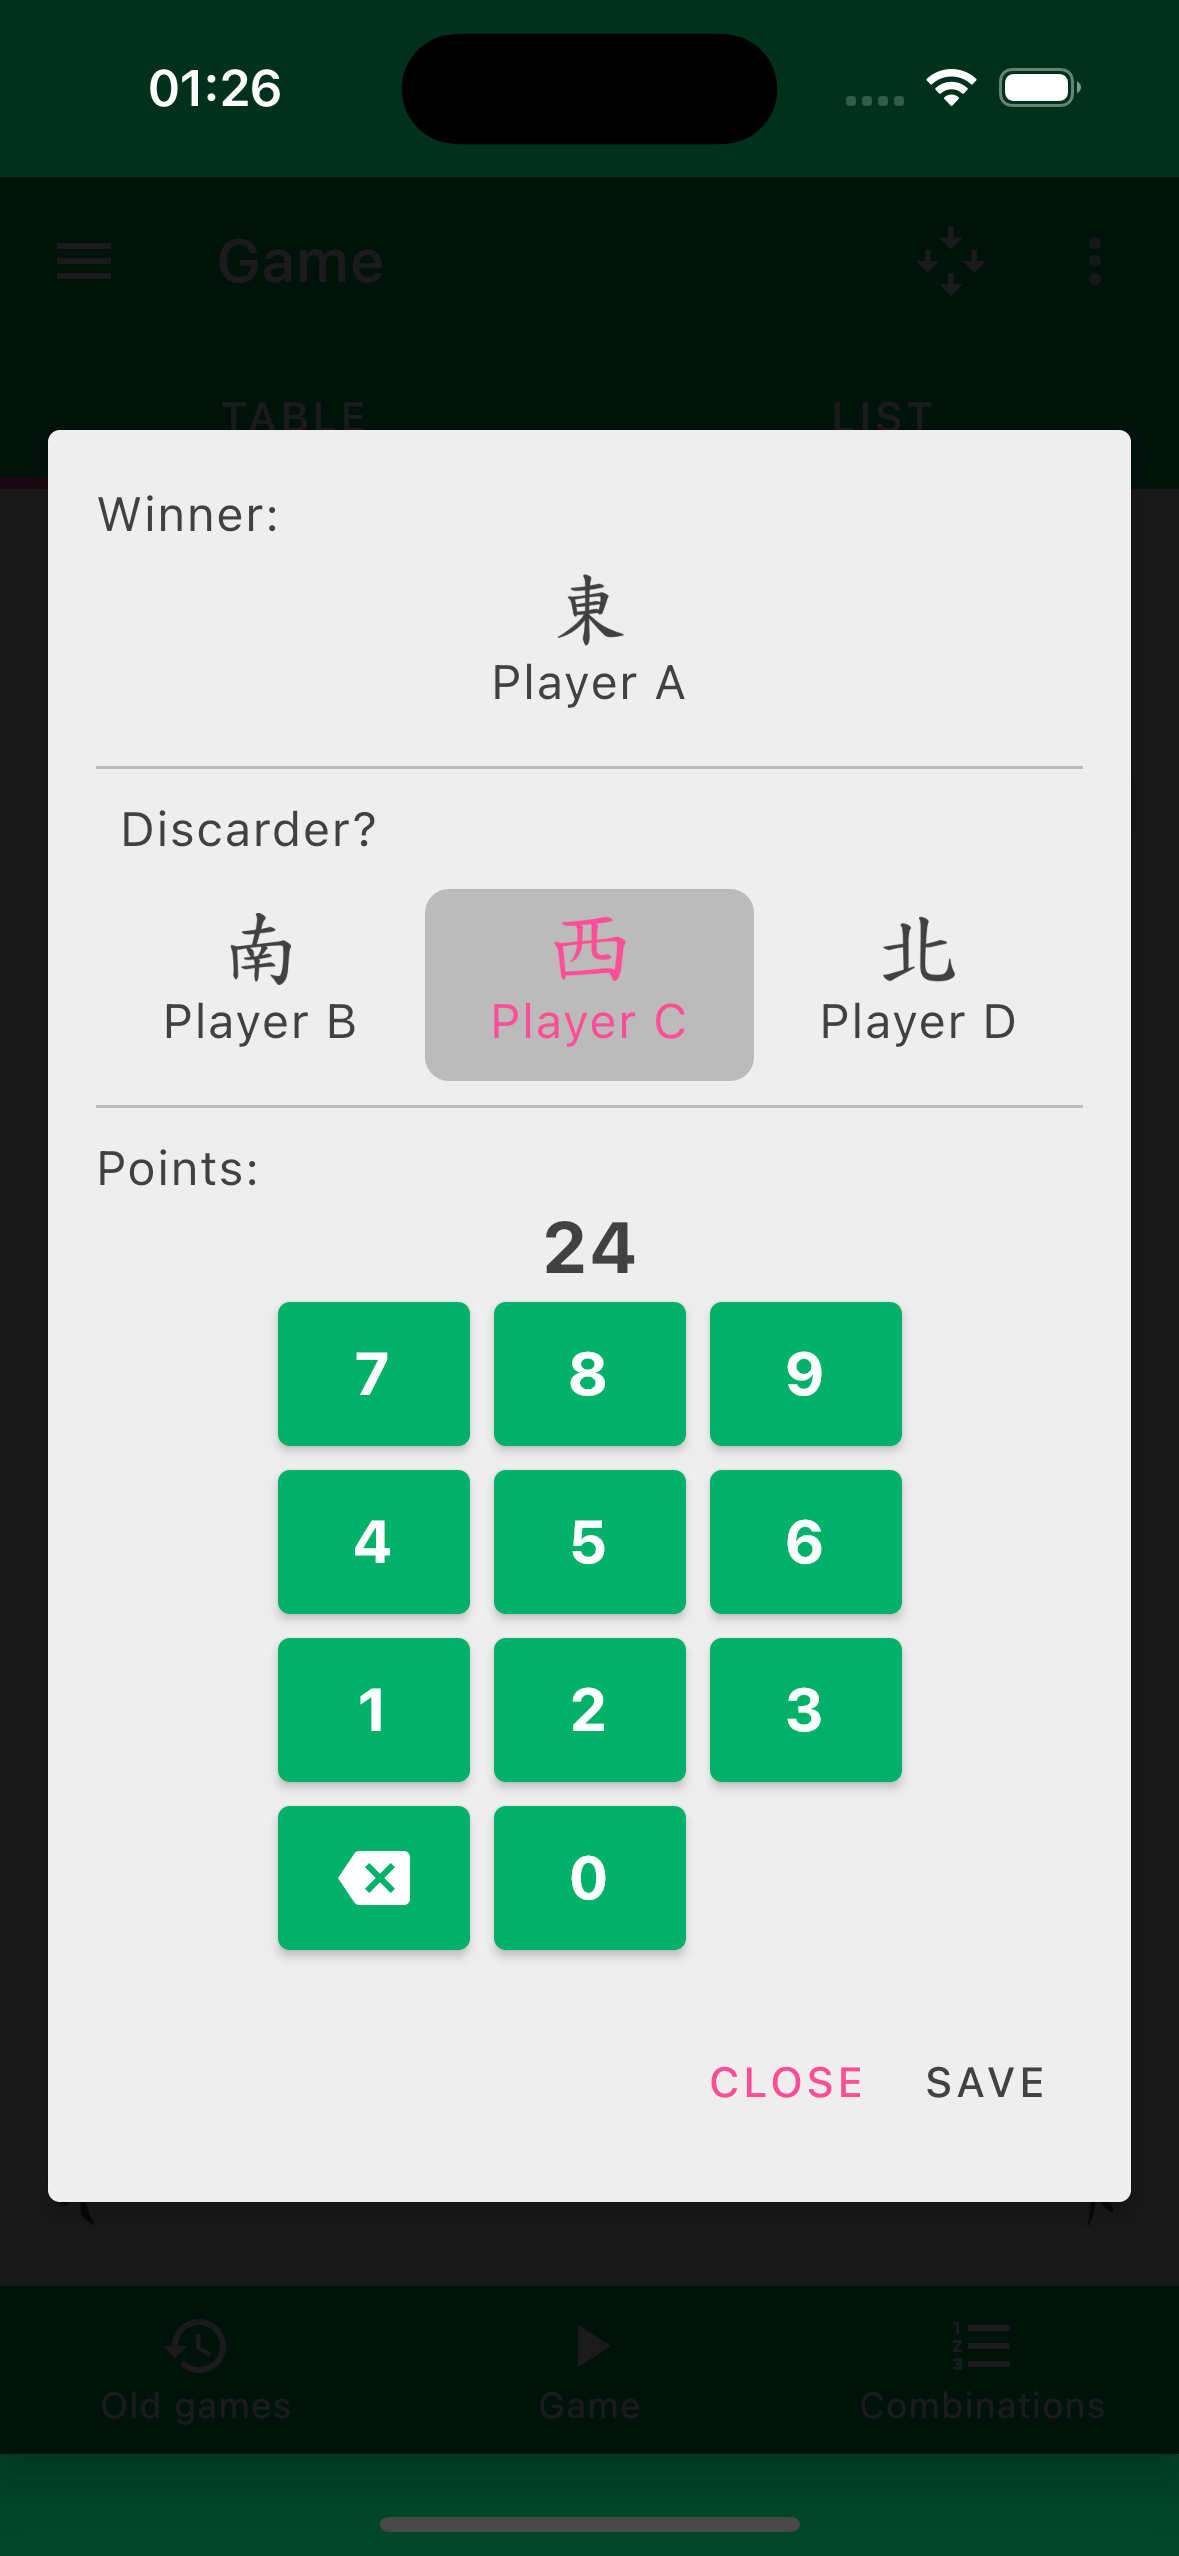 01:26
Game
TABLE LIST
Winner:
東
Player A
Discarder?
南 西 北
Player B Player C Player D
Points:
24
7 8 9
4 5 6
1 2 3
0
CLOSE SAVE
Old games Game Combinations